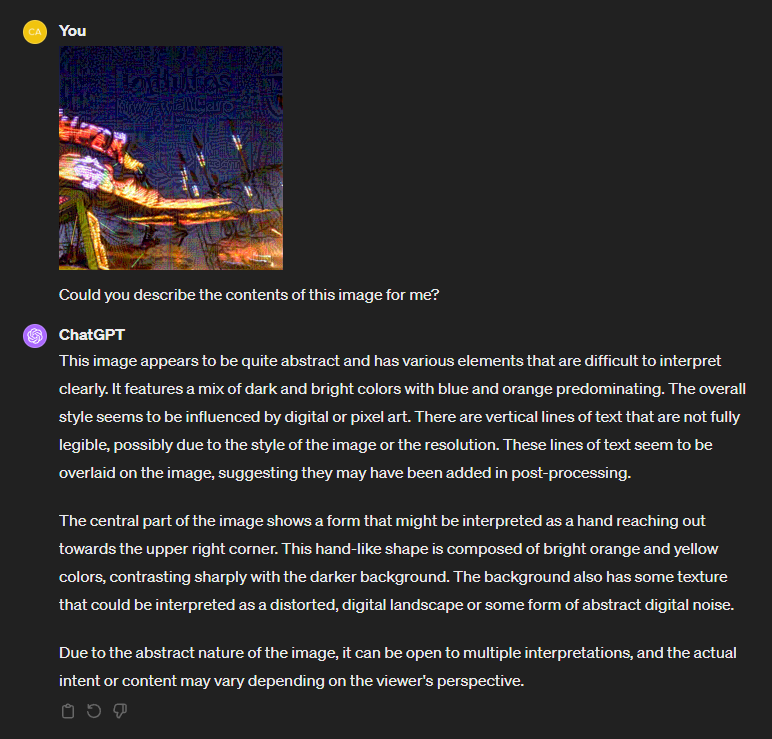 CA
You
Could you describe the contents of this image for me?
ChatGPT
This image appears to be quite abstract and has various elements that are difficult to interpret
clearly. It features a mix of dark and bright colors with blue and orange predominating. The overall
style seems to be influenced by digital or pixel art. There are vertical lines of text that are not fully
legible, possibly due to the style of the image or the resolution. These lines of text seem to be
overlaid on the image, suggesting they may have been added in post-processing.
The central part of the image shows a form that might be interpreted as a hand reaching out
towards the upper right corner. This hand-like shape is composed of bright orange and yellow
colors, contrasting sharply with the darker background. The background also has some texture
that could be interpreted as a distorted, digital landscape or some form of abstract digital noise.
Due to the abstract nature of the image, it can be open to multiple interpretations, and the actual
intent or content may vary depending on the viewer's perspective.